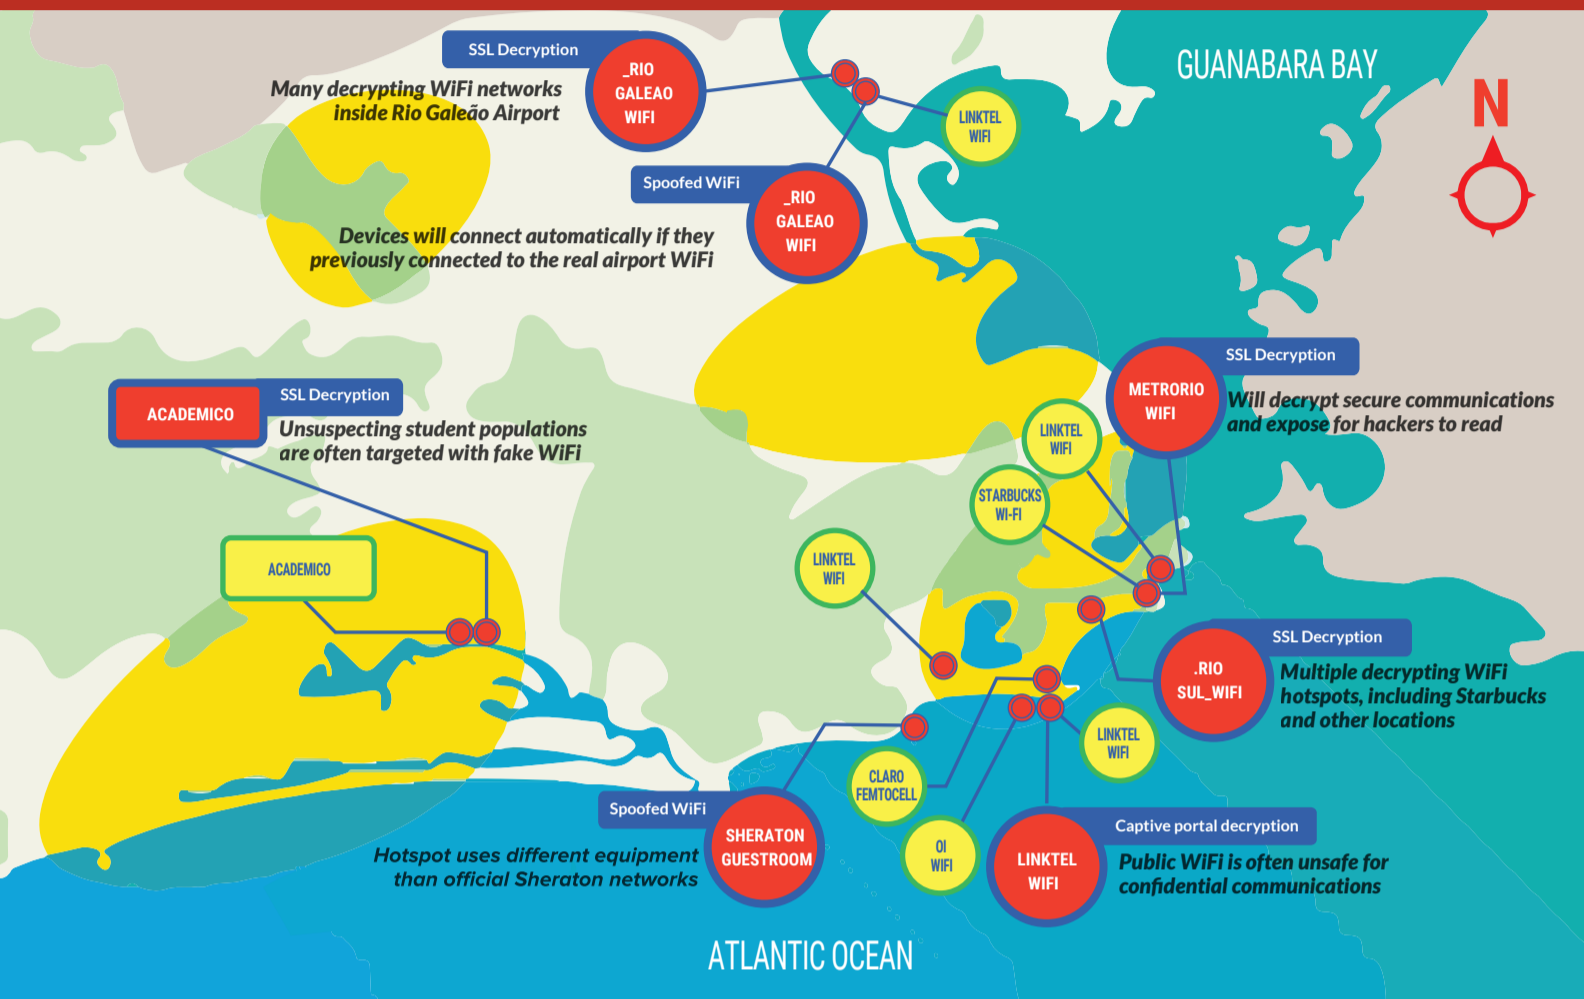 GUANABARA BAY
N
SSL Decryption
_RIO
GALEAO
WIFI
Many decrypting WiFi networks
inside Rio Galeão Airport
LINKTEL
WIFI
Spoofed WiFi
_RIO
GALEAO
WIFI
Devices will connect automatically if they
previously connected to the real airport WiFi
SSL Decryption
METRORIO
WIFI
Will decrypt secure communications
and expose for hackers to read
ACADEMICO
SSL Decryption
Unsuspecting student populations
are often targeted with fake WiFi
LINKTEL
WIFI
STARBUCKS
WI-FI
LINKTEL
WIFI
ACADEMICO
SSL Decryption
.RIO
SUL_WIFI
Multiple decrypting WiFi
hotspots, including Starbucks
and other locations
LINKTEL
WIFI
CLARO
FEMTOCELL
Spoofed WiFi
SHERATON
GUESTROOM
Hotspot uses different equipment
than official Sheraton networks
OI
WIFI
Captive portal decryption
LINKTEL
WIFI
Public WiFi is often unsafe for
confidential communications
ATLANTIC OCEAN